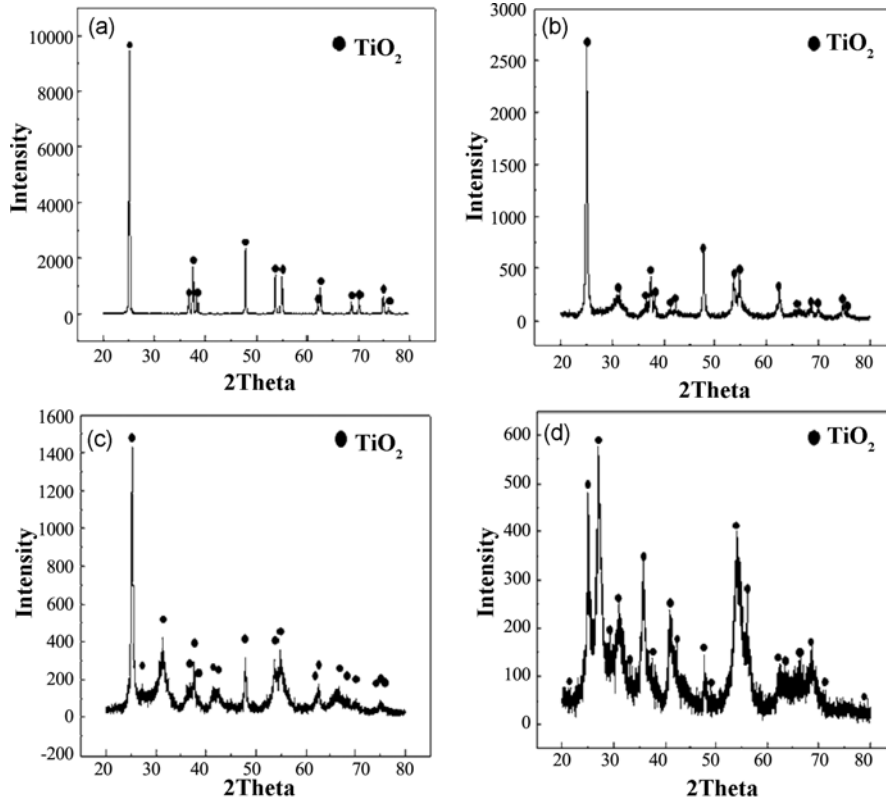 (a)
TiO2
10000
8000
6000
4000
2000
0
Intensity
20 30 40 50 60 70 80
2Theta
(b)
TiO2
3000
2500
2000
1500
1000
500
0
Intensity
20 30 40 50 60 70 80
2Theta
(c)
TiO2
1600
1400
1200
1000
800
600
400
200
0
-200
Intensity
20 30 40 50 60 70 80
2Theta
(d)
TiO2
600
500
400
300
200
100
0
Intensity
20 30 40 50 60 70 80
2Theta